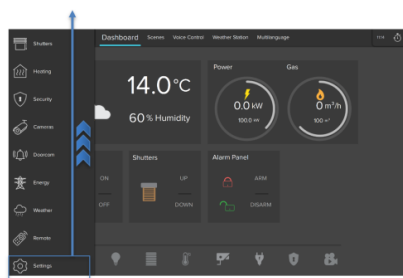 Dashboard Scenes Voice Control Weather Station Multilanguage
Shutters
Heating
Security
Cameras
Doorcam
Energy
Weather
Remote
Settings
14.0°C
60 % Humidity
Power
0.0 kW
Gas
0 m³/h
Shutters
ON
OFF
UP
DOWN
Alarm Panel
ARM
DISARM